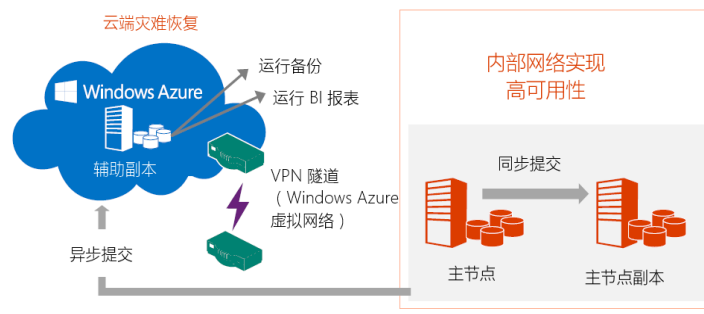 云端灾难恢复
Windows Azure
辅助副本
运行备份
运行 BI 报表
VPN 隧道
（Windows Azure
虚拟网络）
异步提交
内部网络实现
高可用性
同步提交
主节点
主节点副本